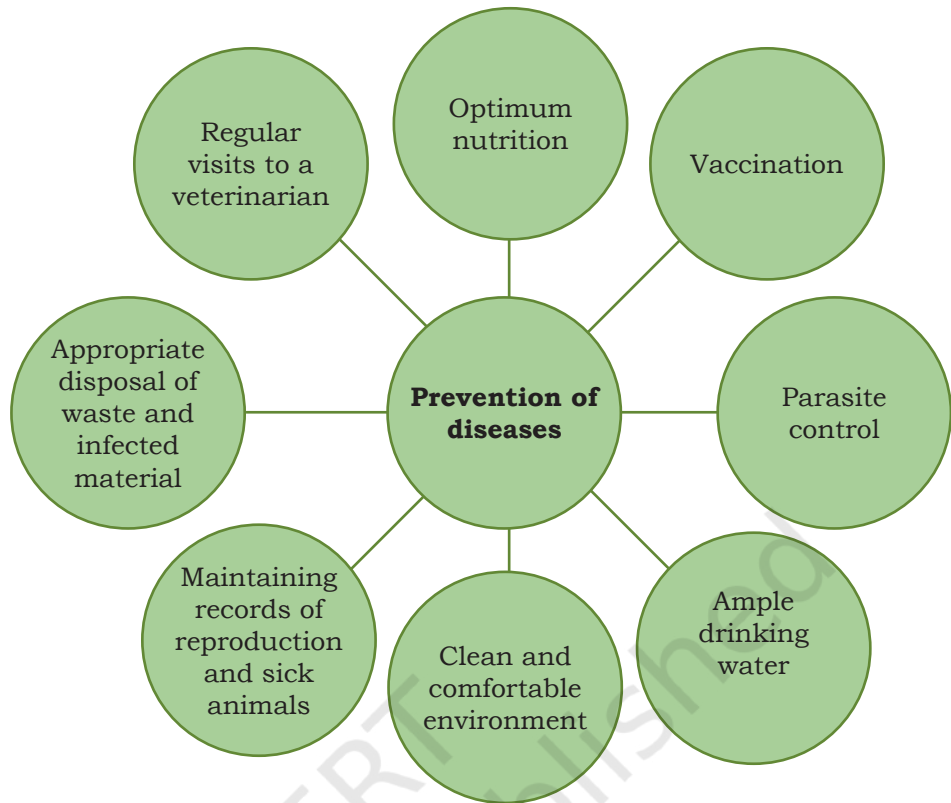 Optimum
nutrition
Vaccination
Parasite
control
Ample
drinking
water
Clean and
comfortable
environment
Maintaining
records of
reproduction
and sick
animals
Appropriate
disposal of
waste and
infected
material
Regular
visits to a
veterinarian
Prevention of
diseases